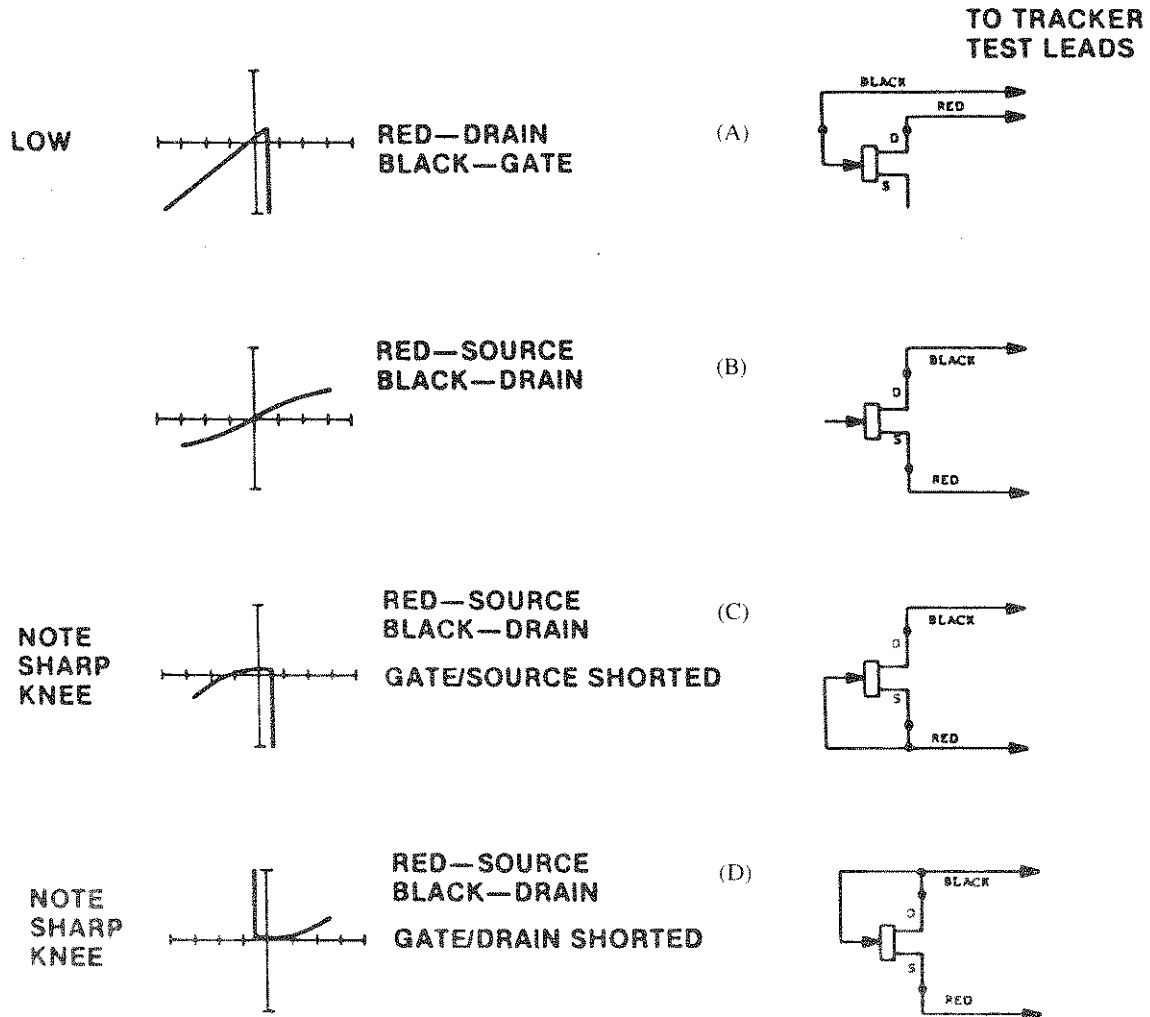 TO TRACKER
TEST LEADS
LOW
RED—DRAIN
BLACK—GATE
(A)
BLACK
RED
D
S
RED—SOURCE
BLACK—DRAIN
(B)
BLACK
D
S
RED
NOTE
SHARP
KNEE
RED—SOURCE
BLACK—DRAIN
GATE/SOURCE SHORTED
(C)
BLACK
D
S
RED
NOTE
SHARP
KNEE
RED—SOURCE
BLACK—DRAIN
GATE/DRAIN SHORTED
(D)
BLACK
D
S
RED